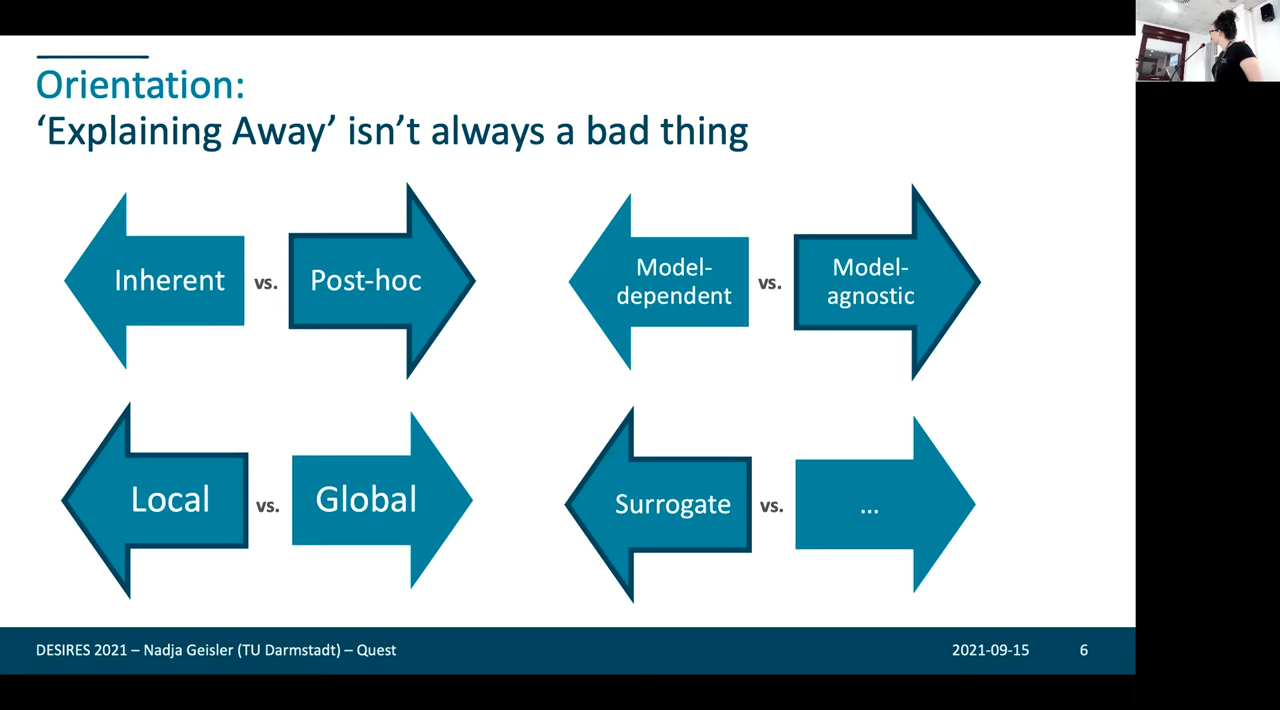 Orientation:
‘Explaining Away’ isn’t always a bad thing
Inherent
vs.
Post-hoc
Model-
dependent
vs.
Model-
agnostic
Local
vs.
Global
Surrogate
vs.
...
DESIRES 2021 – Nadja Geisler (TU Darmstadt) – Quest
2021-09-15
6